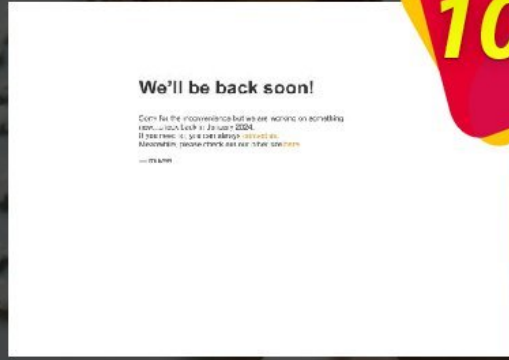 10
We'll be back soon!
Sorry for the inconvenience but we are working on something
new... check back in January 2024.
If you need to, you can always contact us.
Meanwhile, please check out our other site here